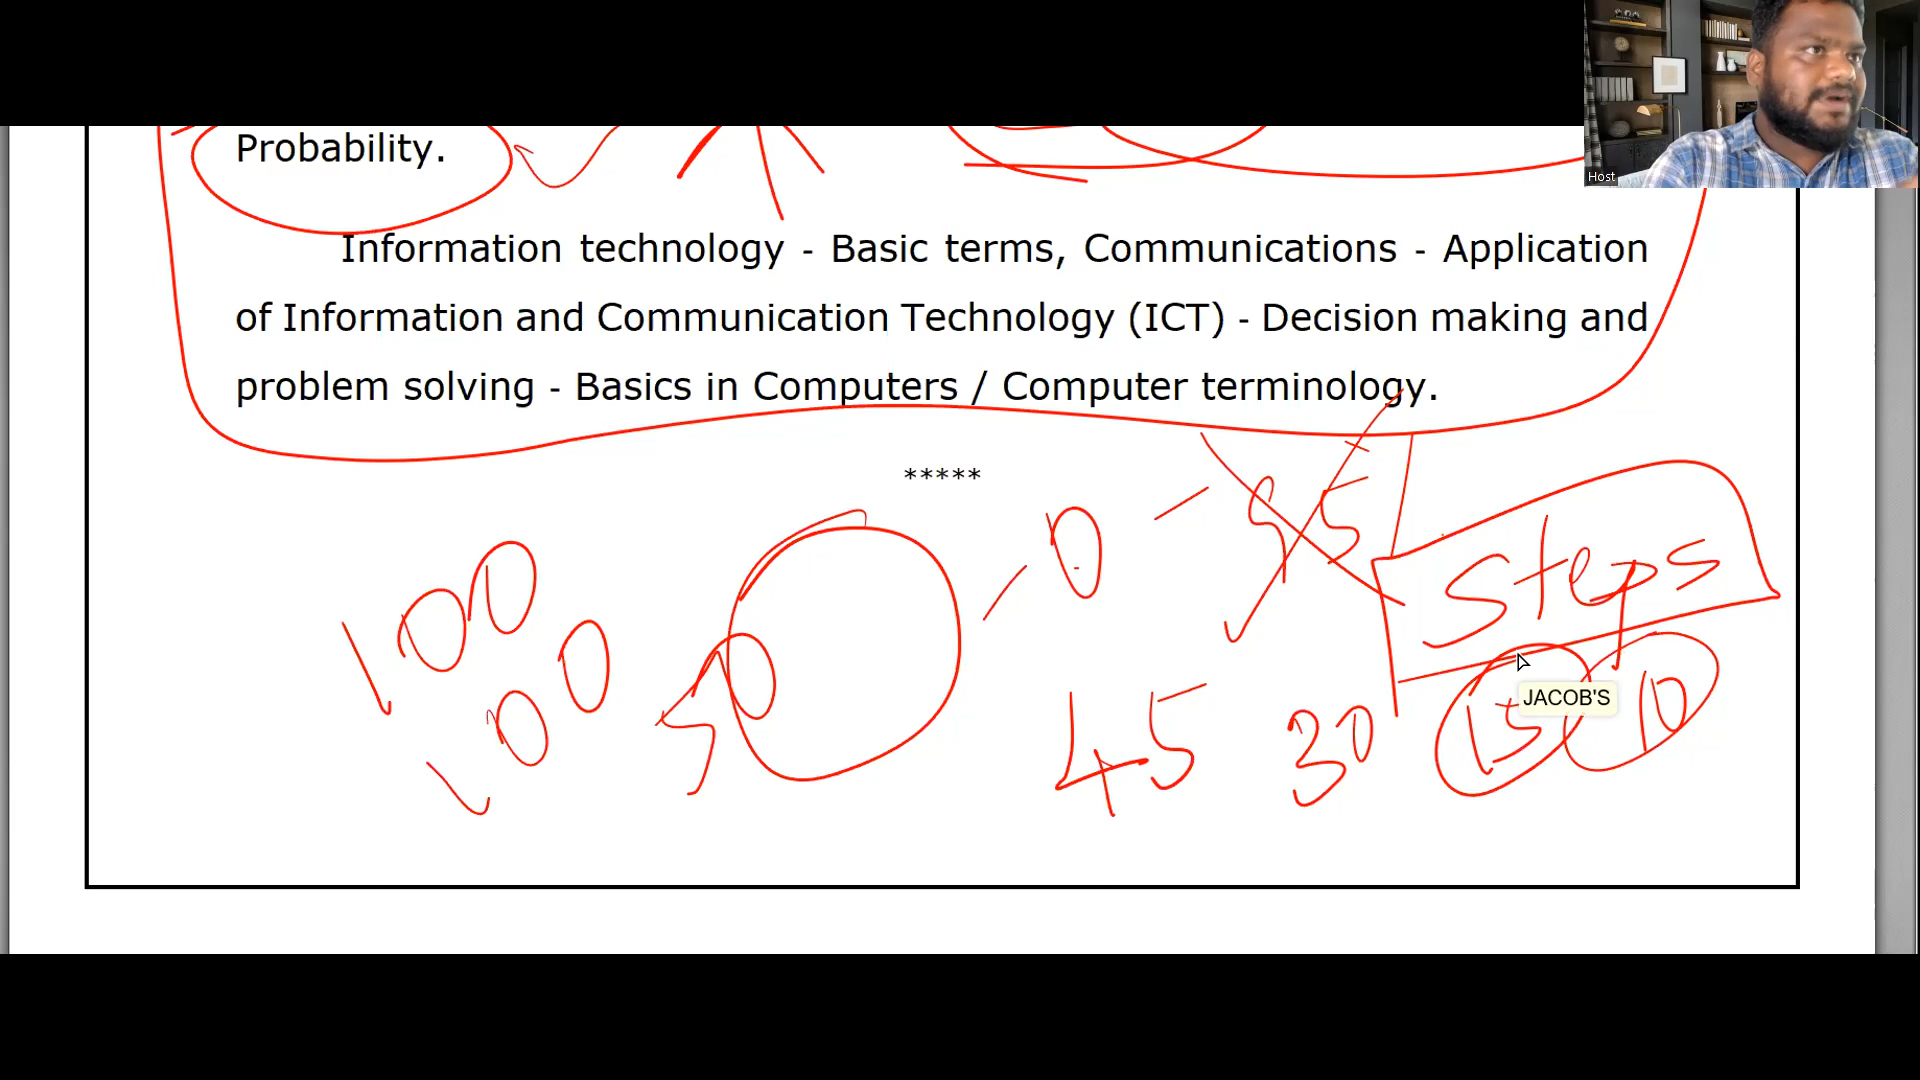 Host
Probability.
Information technology - Basic terms, Communications - Application
of Information and Communication Technology (ICT) - Decision making and
problem solving - Basics in Computers / Computer terminology.
*****
100
0
Steps
100
50
45
30
15
10
JACOB'S